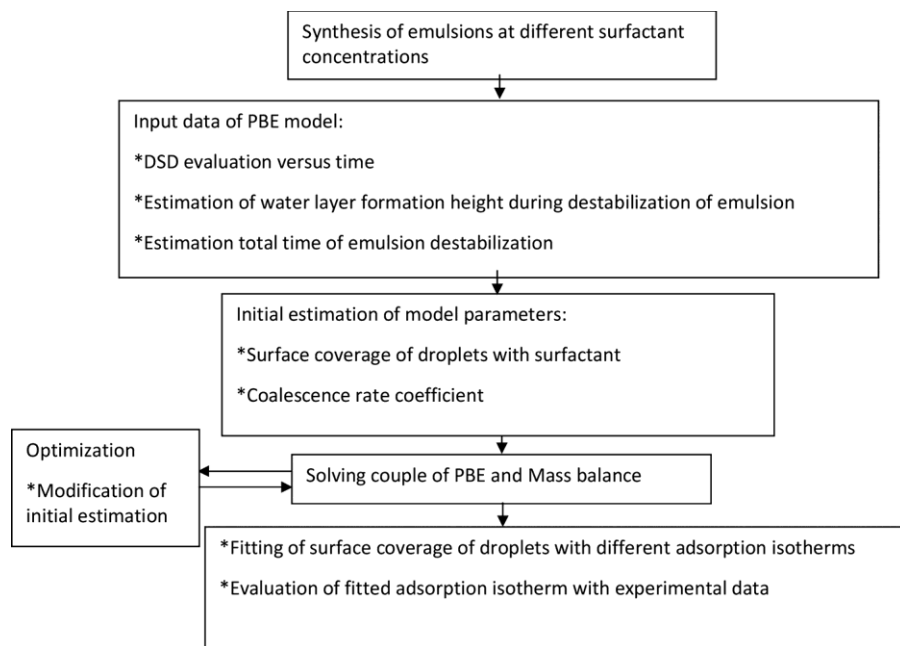 Synthesis of emulsions at different surfactant
concentrations
Input data of PBE model:
*DSD evaluation versus time
*Estimation of water layer formation height during destabilization of emulsion
*Estimation total time of emulsion destabilization
Initial estimation of model parameters:
*Surface coverage of droplets with surfactant
*Coalescence rate coefficient
Optimization
*Modification of
initial estimation
Solving couple of PBE and Mass balance
*Fitting of surface coverage of droplets with different adsorption isotherms
*Evaluation of fitted adsorption isotherm with experimental data